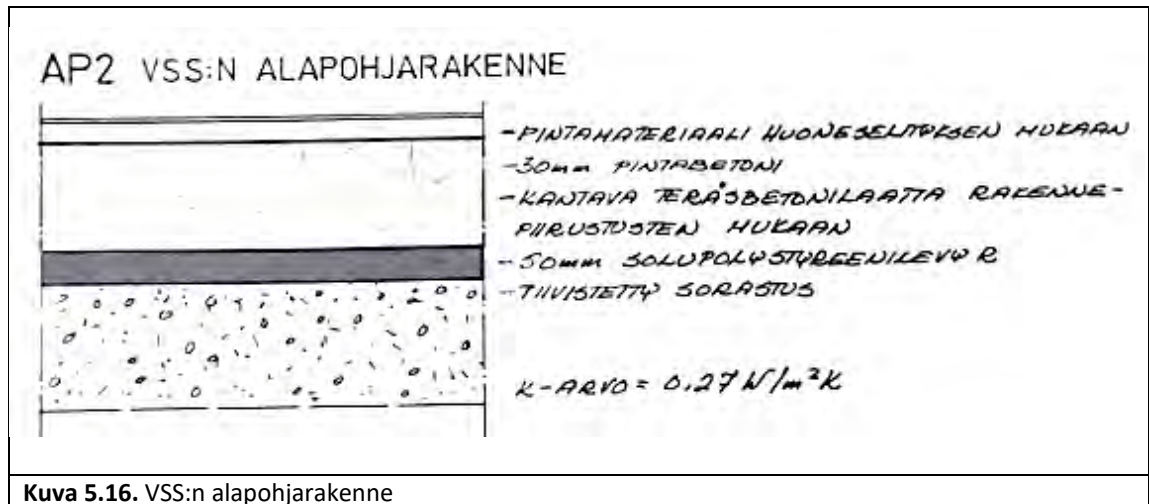 AP2 VSS:N ALAPOHJARAKENNE
-PINTAMATERIAALI HUONESELITYKSEN MUKAAN
-30mm PINTABETONI
-KANTAVA TERÄSBETONILAATTA RAKENNE-
PIIRUSTUSTEN MUKAAN
-50mm SOLUPOLYSTYREENILEVY R
-TIIVISTETTY SORASTUS
K-ARVO = 0,27 W/m²K
Kuva 5.16. VSS:n alapohjarakenne